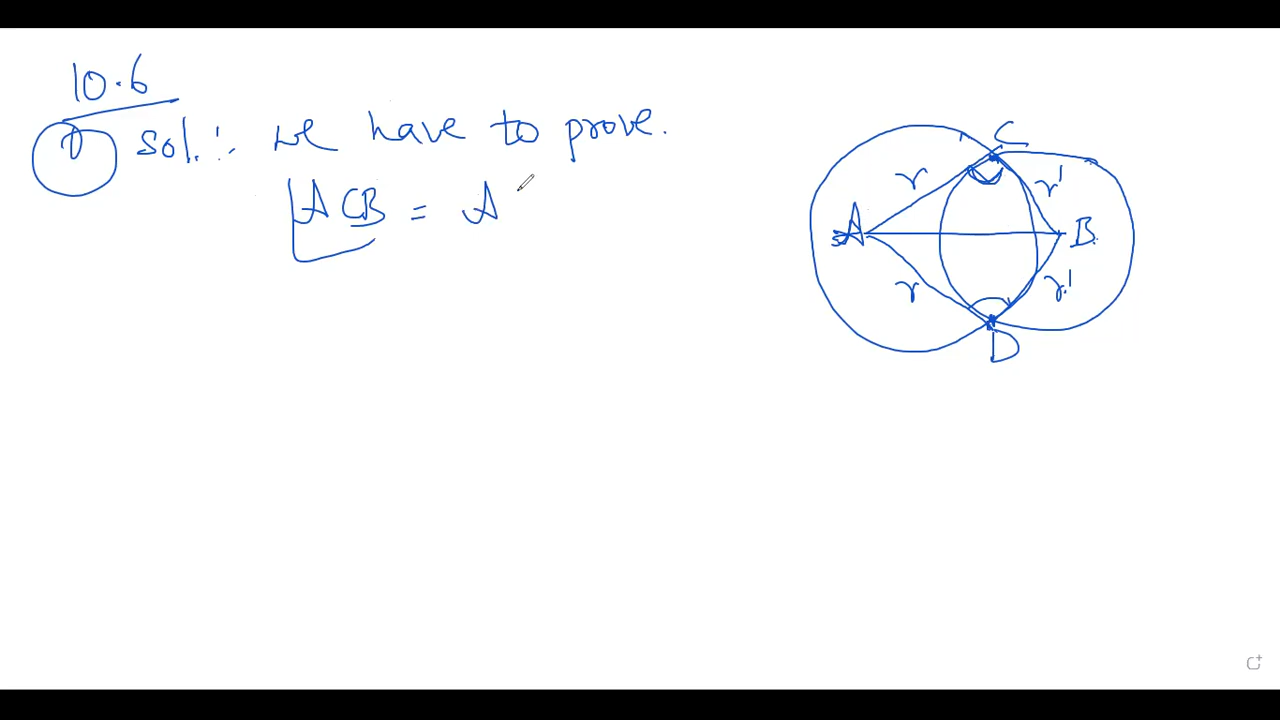 10.6
① Sol. :- we have to prove.
∠ACB = A
C
r r'
A B.
r r'
D